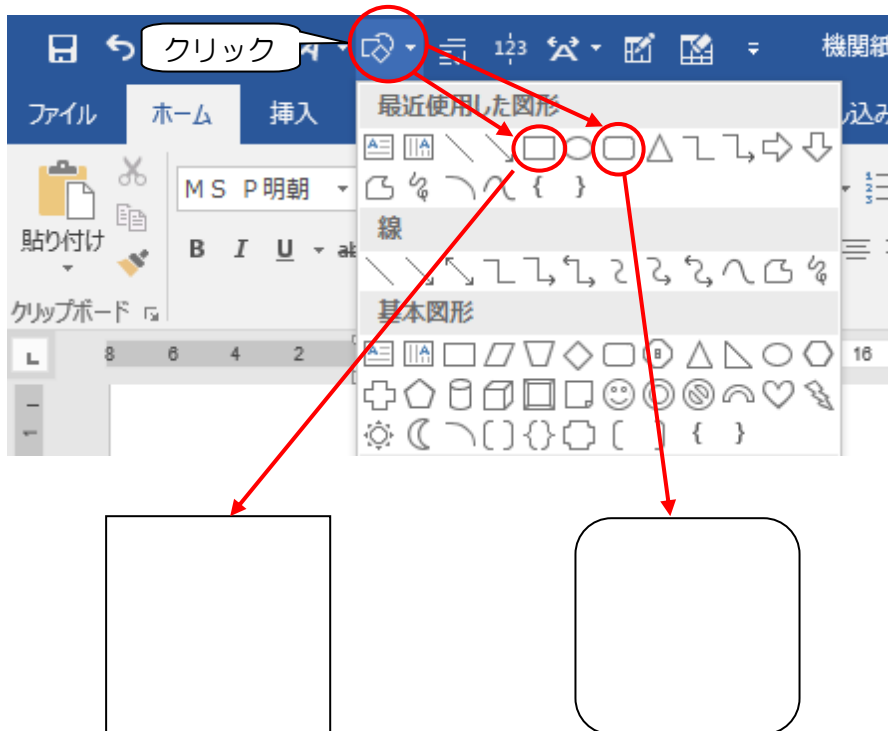 クリック
機関紙
ファイル ホーム 挿入
最近使用した図形
MS P明朝
線
貼り付け
B I U
基本図形
クリップボード
8 6 4 2 16